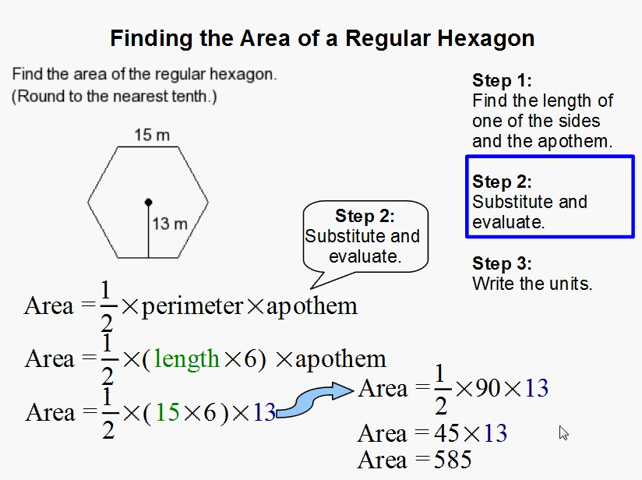 Finding the Area of a Regular Hexagon
Find the area of the regular hexagon.
(Round to the nearest tenth.)
15 m
13 m
Step 1:
Find the length of
one of the sides
and the apothem.
Step 2:
Substitute and
evaluate.
Step 3:
Write the units.
Step 2:
Substitute and
evaluate.
Area = 1/2 × perimeter × apothem
Area = 1/2 × (length × 6) × apothem
Area = 1/2 × (15 × 6) × 13
Area = 1/2 × 90 × 13
Area = 45 × 13
Area = 585